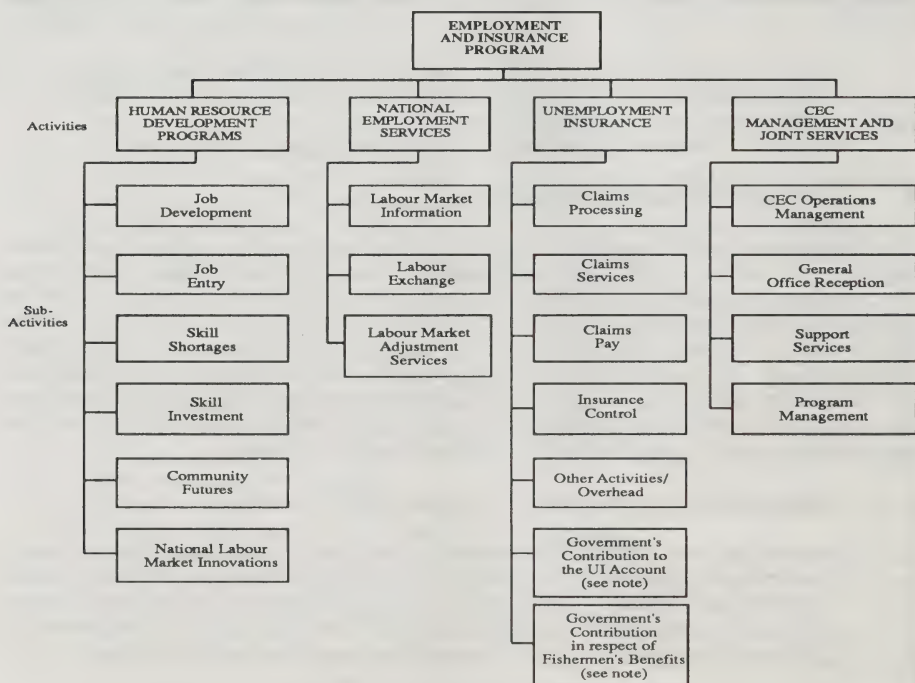 EMPLOYMENT
AND INSURANCE
PROGRAM
Activities
HUMAN RESOURCE
DEVELOPMENT
PROGRAMS
NATIONAL
EMPLOYMENT
SERVICES
UNEMPLOYMENT
INSURANCE
CEC
MANAGEMENT AND
JOINT SERVICES
Sub-
Activities
Job
Development
Job
Entry
Skill
Shortages
Skill
Investment
Community
Futures
National Labour
Market Innovations
Labour Market
Information
Labour
Exchange
Labour Market
Adjustment
Services
Claims
Processing
Claims
Services
Claims
Pay
Insurance
Control
Other Activities/
Overhead
Government's
Contribution to
the UI Account
(see note)
Government's
Contribution
in respect of
Fishermen's Benefits
(see note)
CEC Operations
Management
General
Office Reception
Support
Services
Program
Management